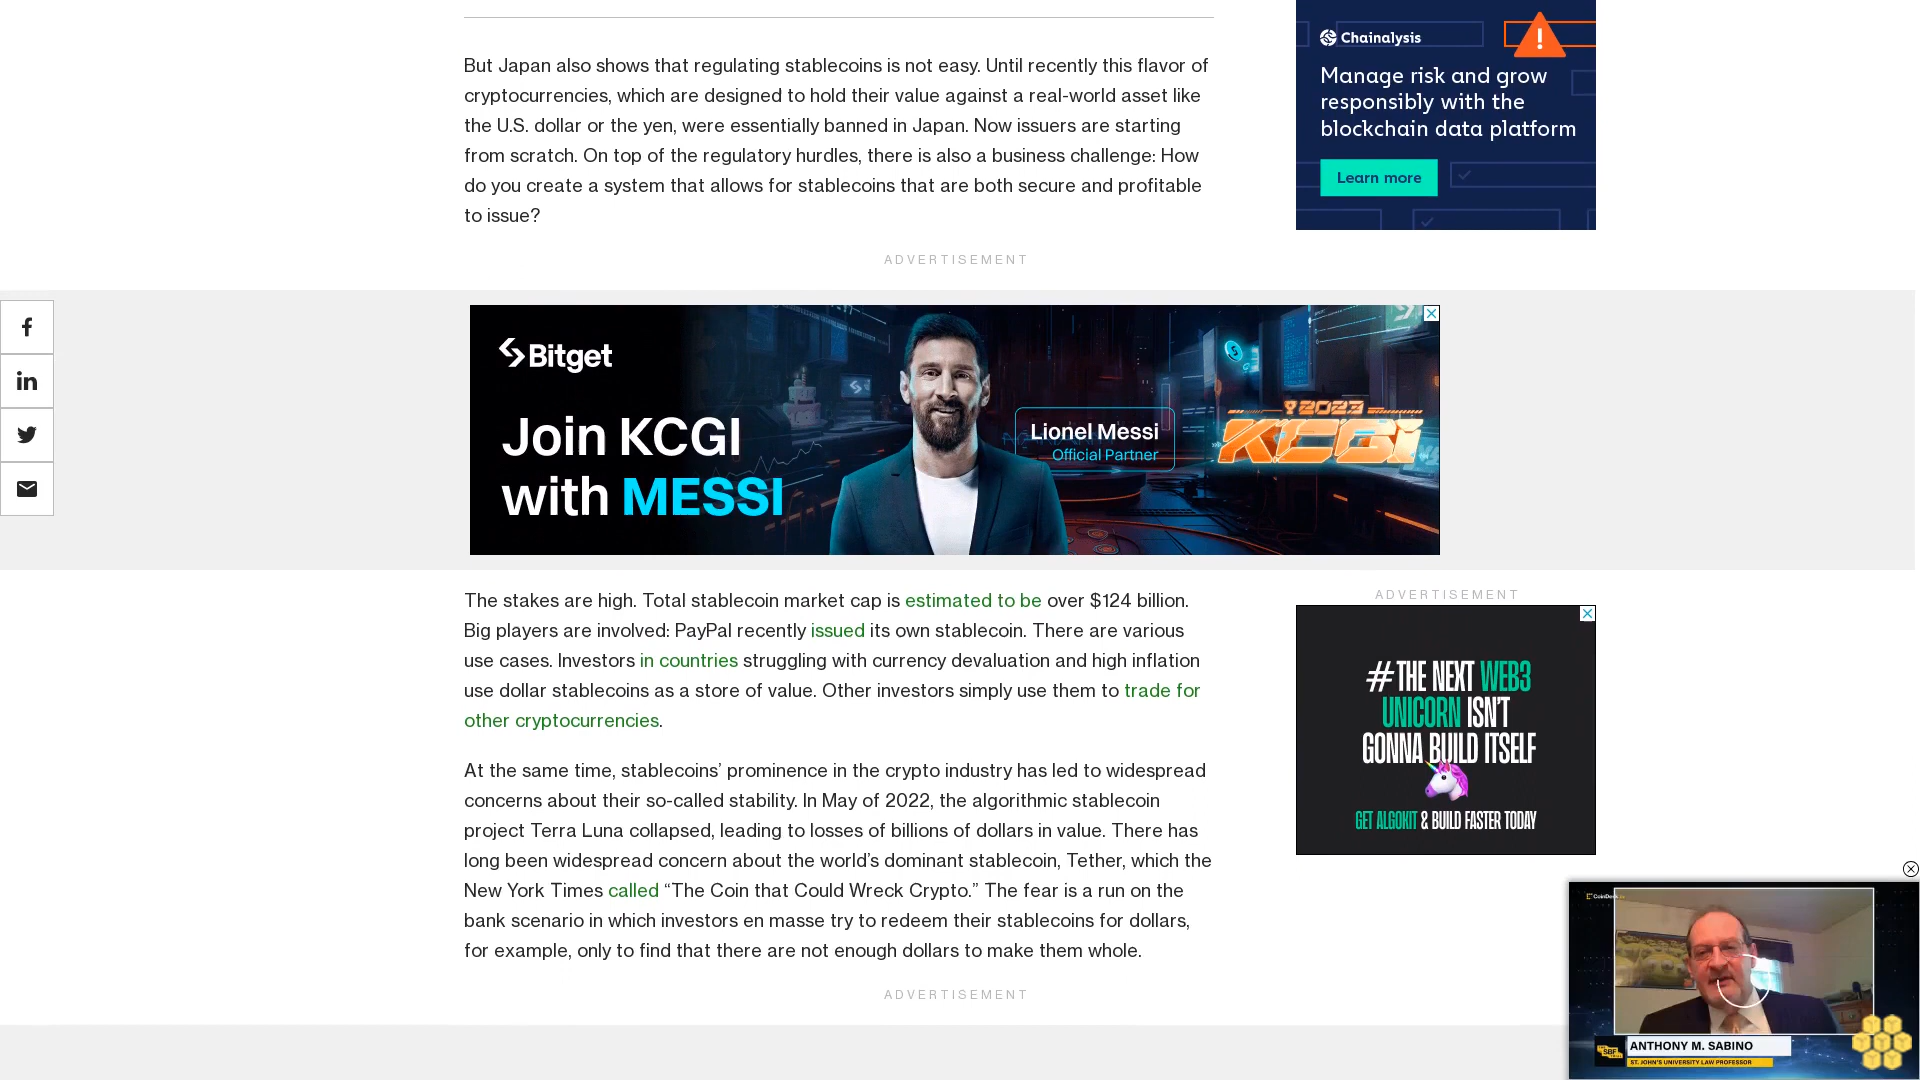 But Japan also shows that regulating stablecoins is not easy. Until recently this flavor of
cryptocurrencies, which are designed to hold their value against a real-world asset like
the U.S. dollar or the yen, were essentially banned in Japan. Now issuers are starting
from scratch. On top of the regulatory hurdles, there is also a business challenge: How
do you create a system that allows for stablecoins that are both secure and profitable
to issue?
Chainalysis
Manage risk and grow
responsibly with the
blockchain data platform
Learn more
ADVERTISEMENT
Bitget
Join KCGI
with MESSI
Lionel Messi
Official Partner
2023
KCGI
The stakes are high. Total stablecoin market cap is estimated to be over $124 billion.
Big players are involved: PayPal recently issued its own stablecoin. There are various
use cases. Investors in countries struggling with currency devaluation and high inflation
use dollar stablecoins as a store of value. Other investors simply use them to trade for
other cryptocurrencies.
At the same time, stablecoins’ prominence in the crypto industry has led to widespread
concerns about their so-called stability. In May of 2022, the algorithmic stablecoin
project Terra Luna collapsed, leading to losses of billions of dollars in value. There has
long been widespread concern about the world’s dominant stablecoin, Tether, which the
New York Times called “The Coin that Could Wreck Crypto.” The fear is a run on the
bank scenario in which investors en masse try to redeem their stablecoins for dollars,
for example, only to find that there are not enough dollars to make them whole.
ADVERTISEMENT
ADVERTISEMENT
#THE NEXT WEB3
UNICORN ISN'T
GONNA BUILD ITSELF
GET ALGOKIT & BUILD FASTER TODAY
ANTHONY M. SABINO
ST. JOHN'S UNIVERSITY LAW PROFESSOR